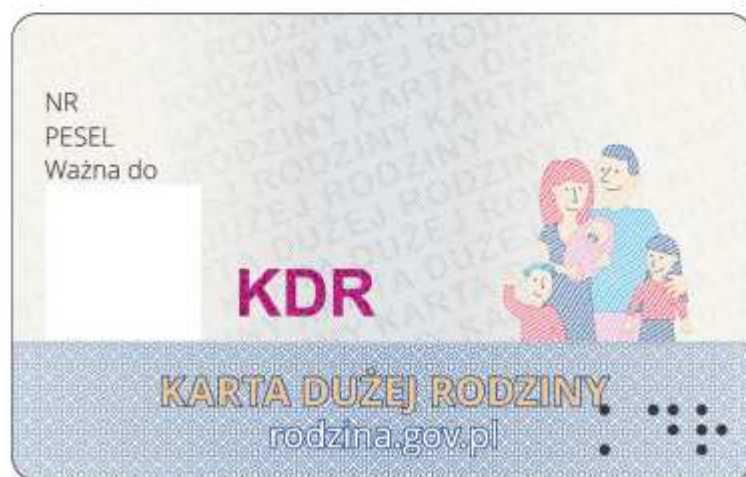 NR
PESEL
Ważna do
KDR
KARTA DUŻEJ RODZINY
rodzina.gov.pl